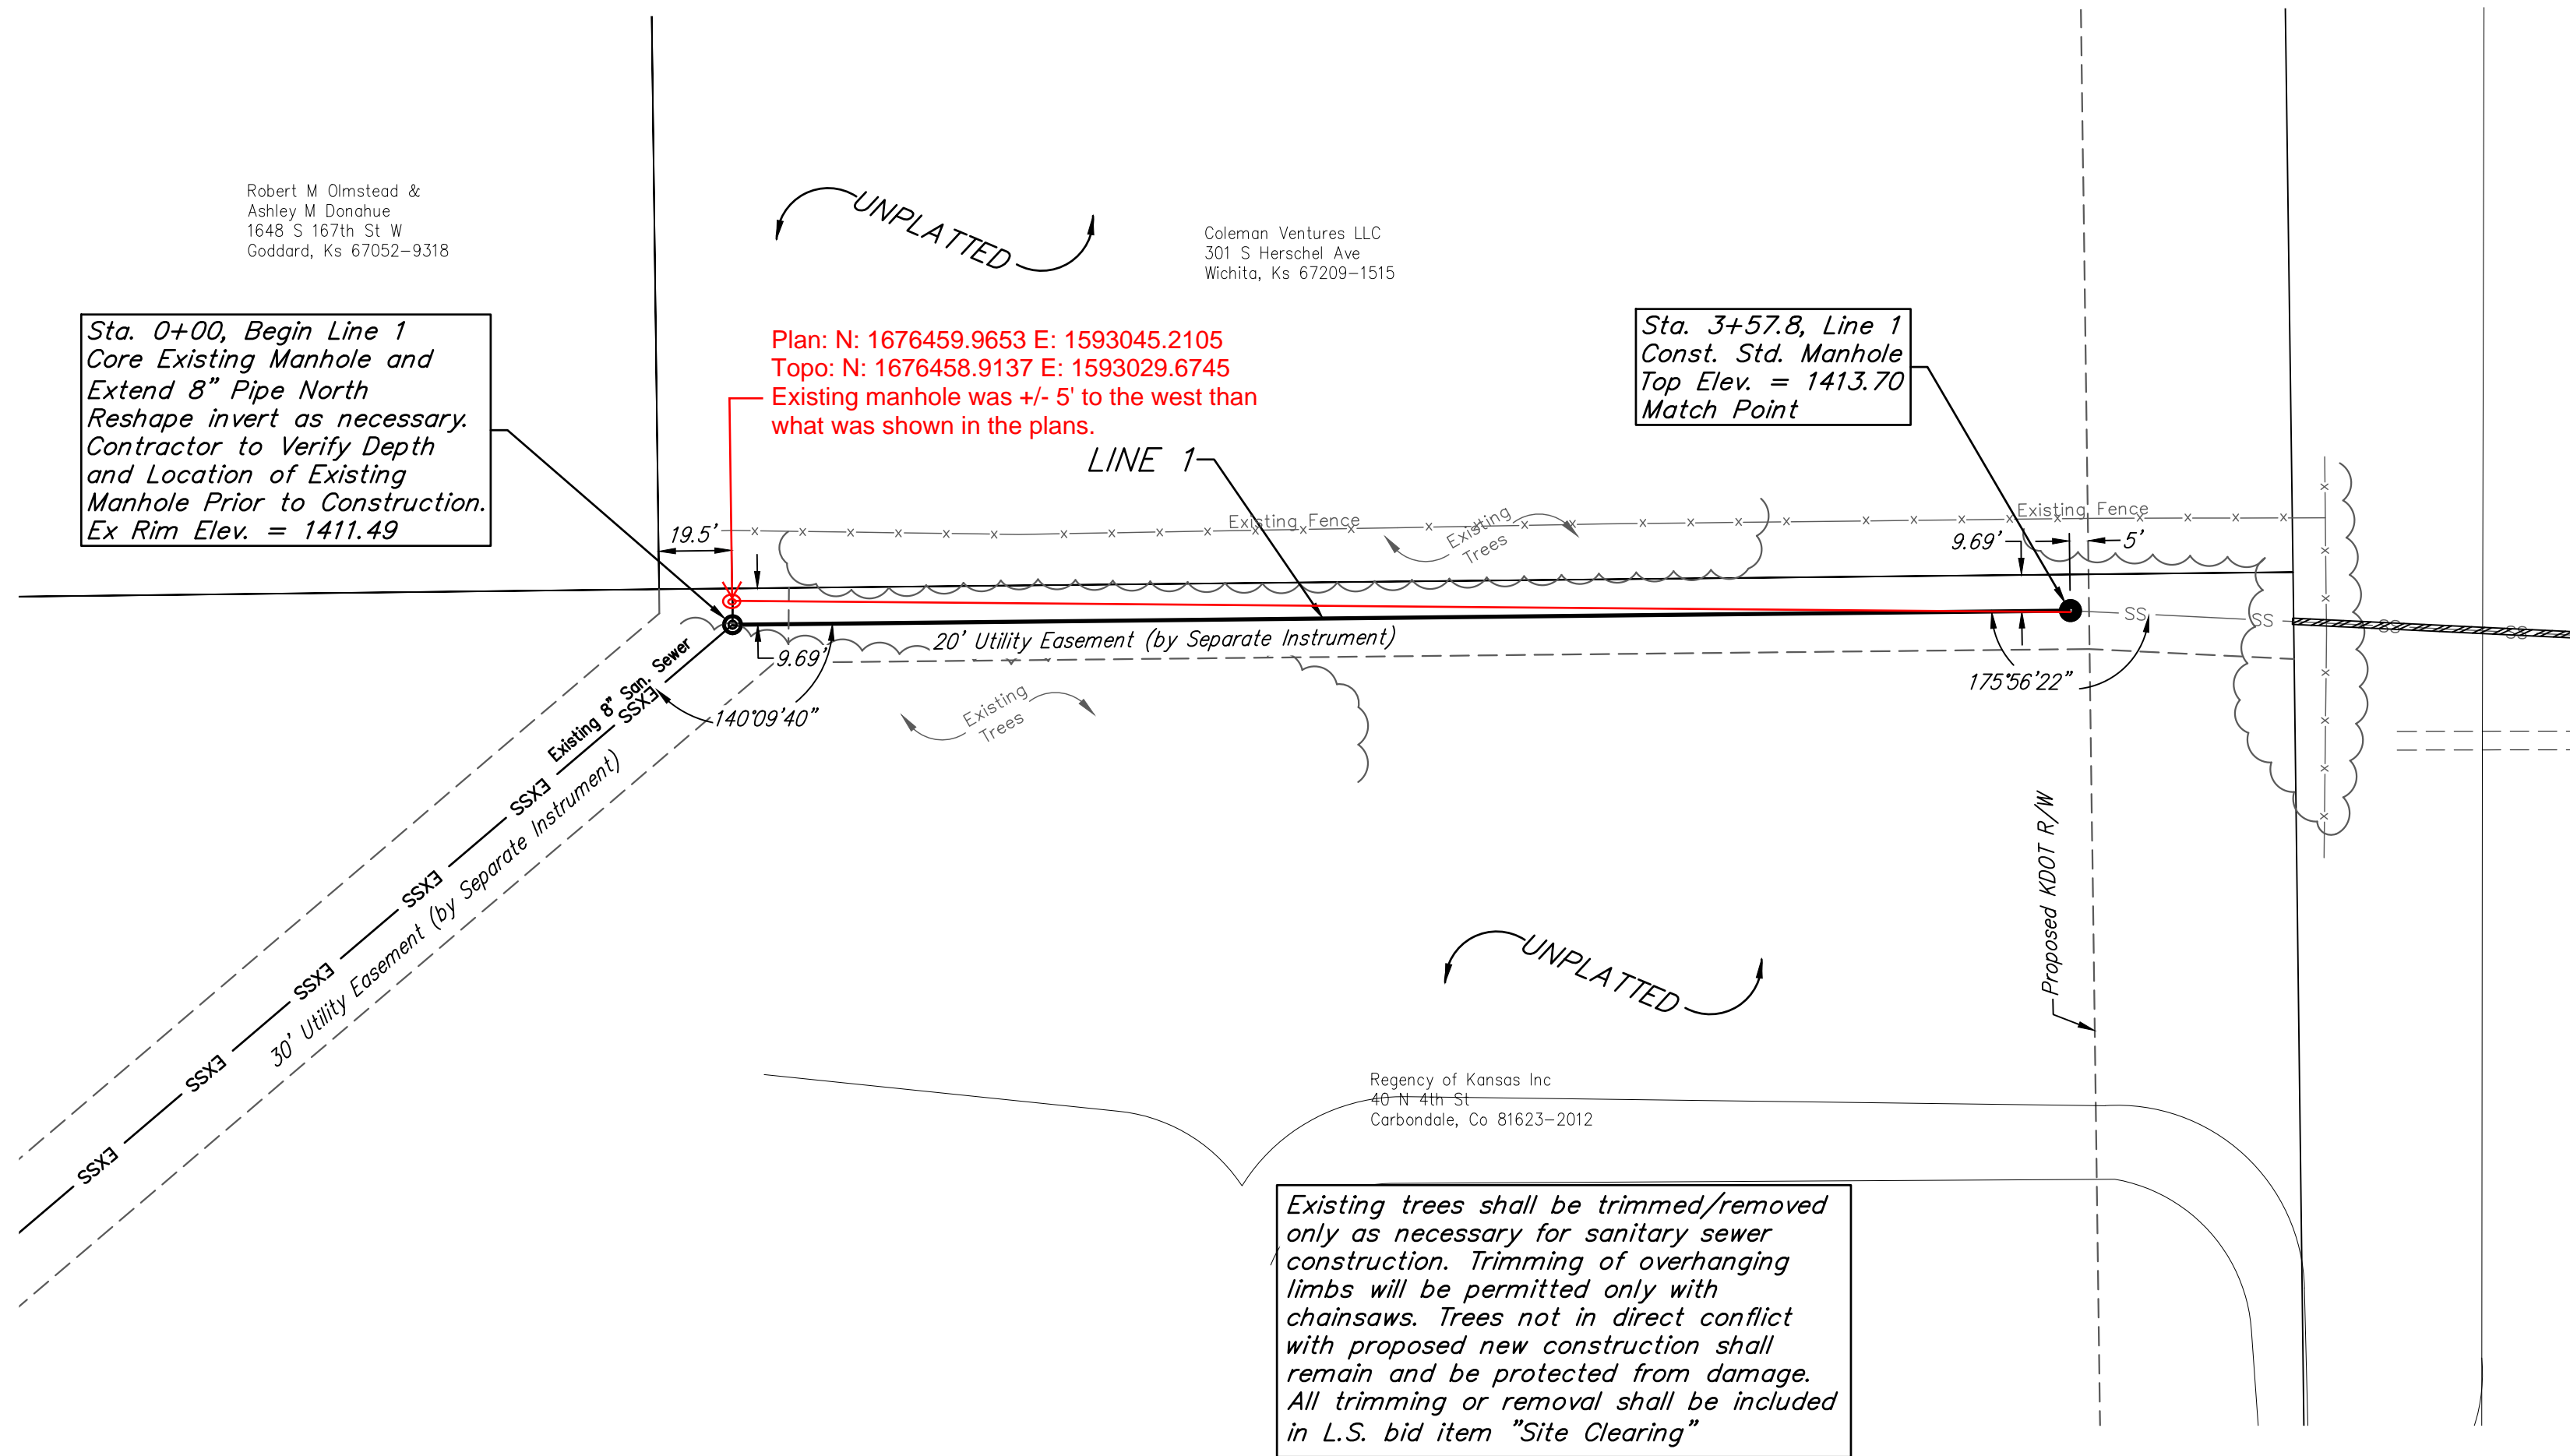 Robert M Olmstead &
Ashley M Donahue
1648 S 167th St W
Goddard, Ks 67052-9318
UNPLATTED
Coleman Ventures LLC
301 S Herschel Ave
Wichita, Ks 67209-1515
Sta. 0+00, Begin Line 1
Core Existing Manhole and
Extend 8" Pipe North
Reshape invert as necessary.
Contractor to Verify Depth
and Location of Existing
Manhole Prior to Construction.
Ex Rim Elev. = 1411.49
Plan: N: 1676459.9653 E: 1593045.2105
Topo: N: 1676458.9137 E: 1593029.6745
Existing manhole was +/- 5' to the west than
what was shown in the plans.
Sta. 3+57.8, Line 1
Const. Std. Manhole
Top Elev. = 1413.70
Match Point
LINE 1
19.5'
Existing Fence
Existing
Trees
Existing Fence
9.69'
5'
SS
SS
SS
SS
20' Utility Easement (by Separate Instrument)
9.69'
140°09'40"
175°56'22"
Existing 8" San. Sewer
EXSS
EXSS
EXSS
EXSS
EXSS
EXSS
30' Utility Easement (by Separate Instrument)
Existing
Trees
Proposed KDOT R/W
UNPLATTED
Regency of Kansas Inc
40 N 4th St
Carbondale, Co 81623-2012
Existing trees shall be trimmed/removed
only as necessary for sanitary sewer
construction. Trimming of overhanging
limbs will be permitted only with
chainsaws. Trees not in direct conflict
with proposed new construction shall
remain and be protected from damage.
All trimming or removal shall be included
in L.S. bid item "Site Clearing"